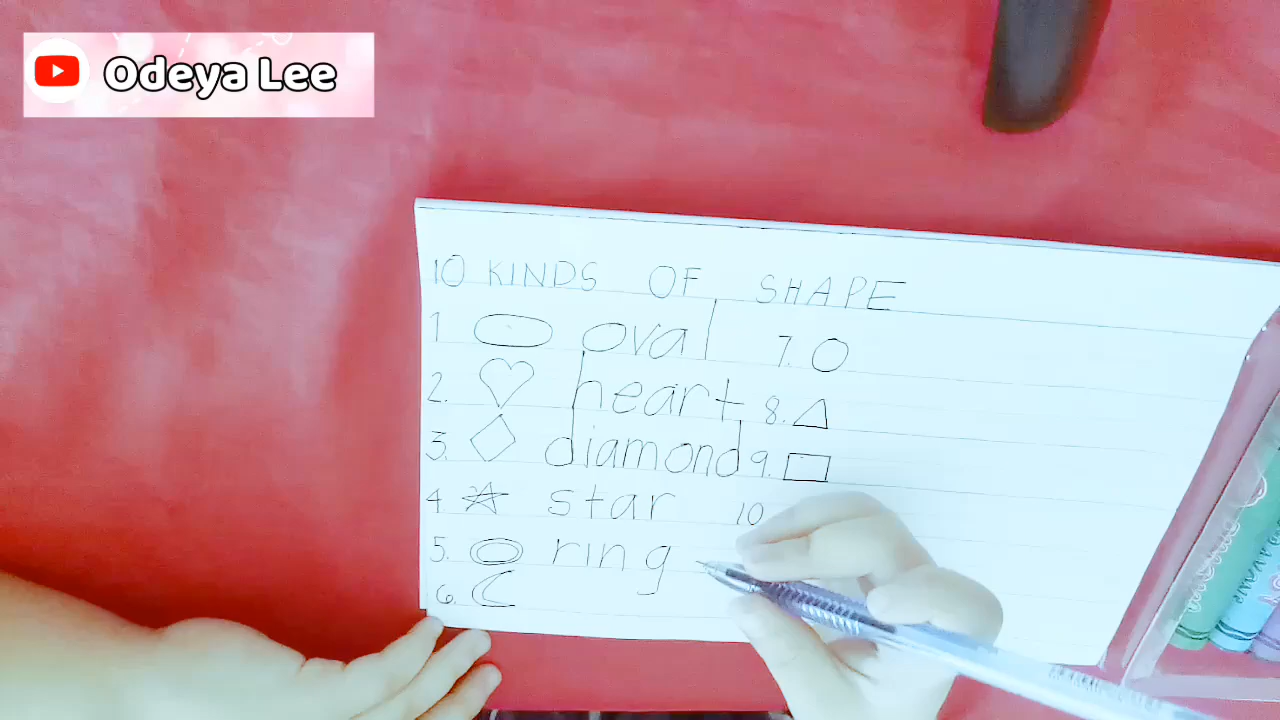 Odeya Lee
10 KINDS OF SHAPE
1. oval
2. heart
3. diamond
4. star
5. ring
6.
7.
8.
9.
10